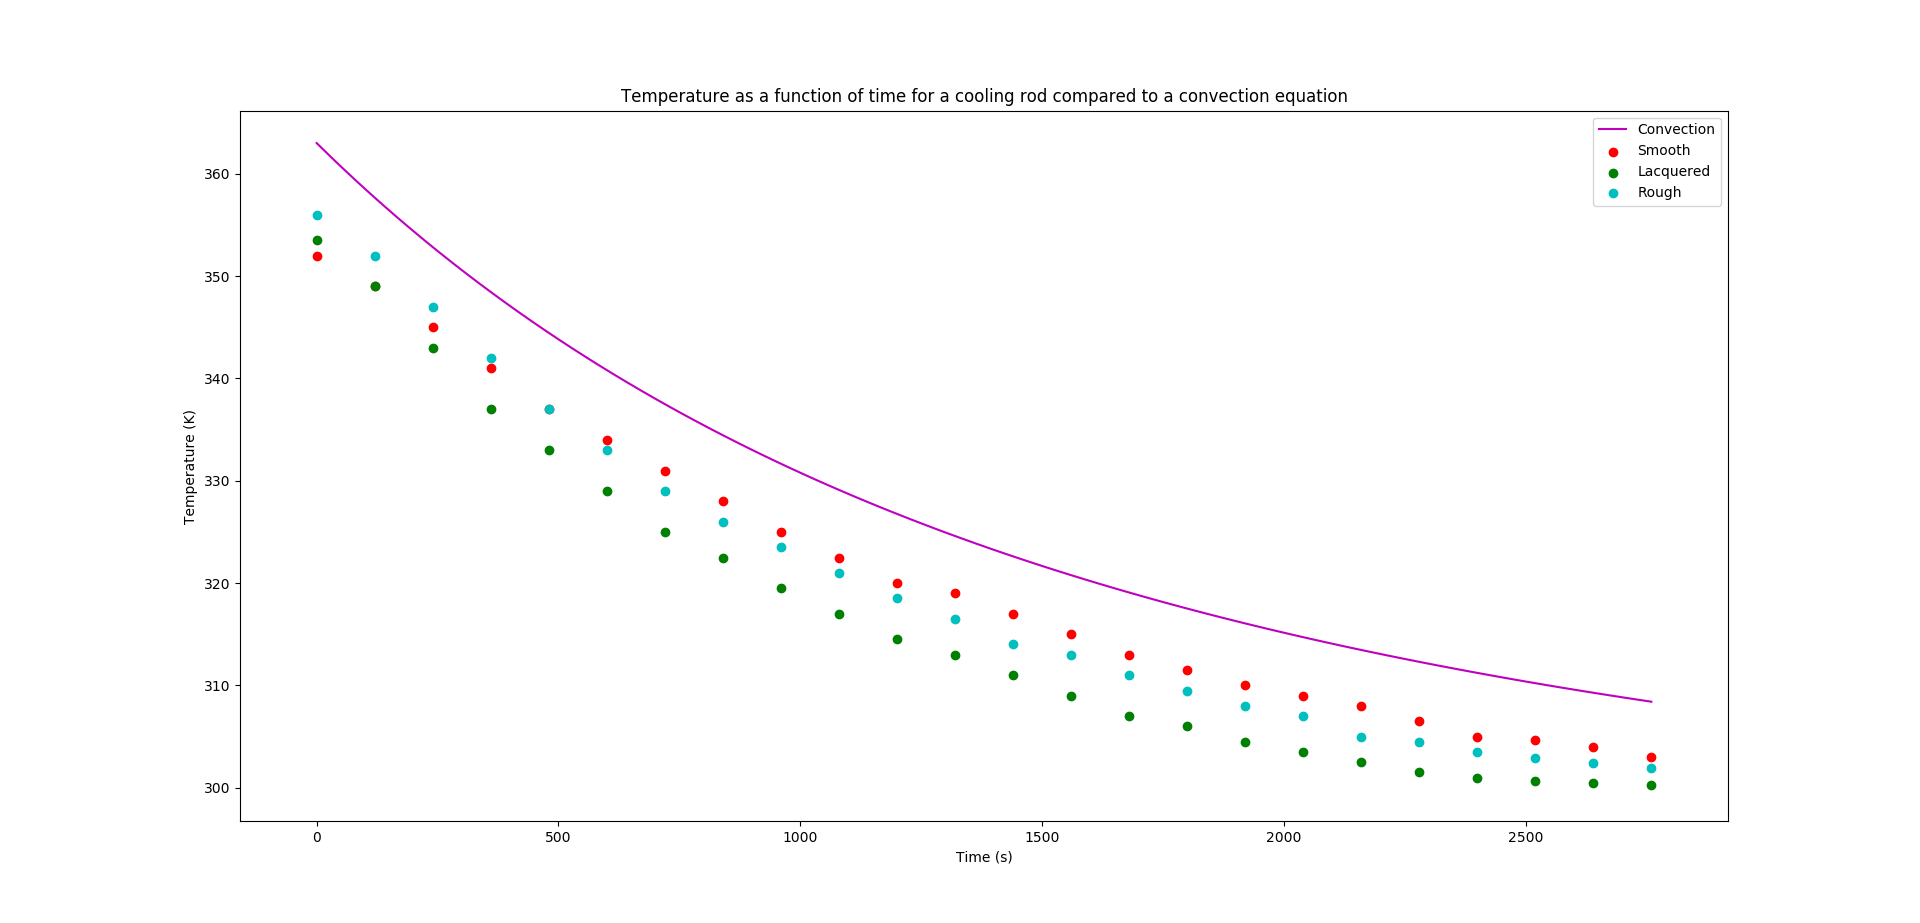 Temperature as a function of time for a cooling rod compared to a convection equation
Convection
Smooth
Lacquered
Rough
Temperature (K)
360
350
340
330
320
310
300
0 500 1000 1500 2000 2500
Time (s)